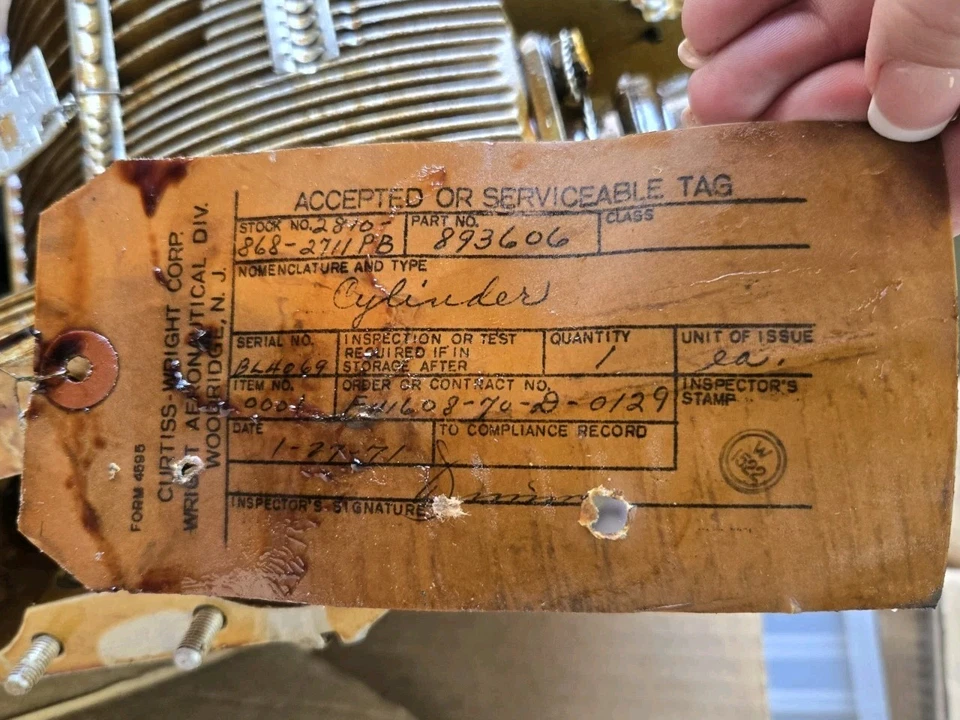 ACCEPTED OR SERVICEABLE TAG
STOCK NO. 2810-
868-2711PB
PART NO.
893606
CLASS
NOMENCLATURE AND TYPE
Cylinder
SERIAL NO.
BL4069
INSPECTION OR TEST
REQUIRED IF IN
STORAGE AFTER
QUANTITY
1
UNIT OF ISSUE
ea.
ITEM NO.
0001
ORDER OR CONTRACT NO.
F41608-70-D-0129
INSPECTOR'S
STAMP
W
1522
DATE
1-27-71
TO COMPLIANCE RECORD
INSPECTOR'S SIGNATURE
FORM 4595
CURTISS-WRIGHT CORP.
WRIGHT AERONAUTICAL DIV.
WOODRIDGE, N. J.